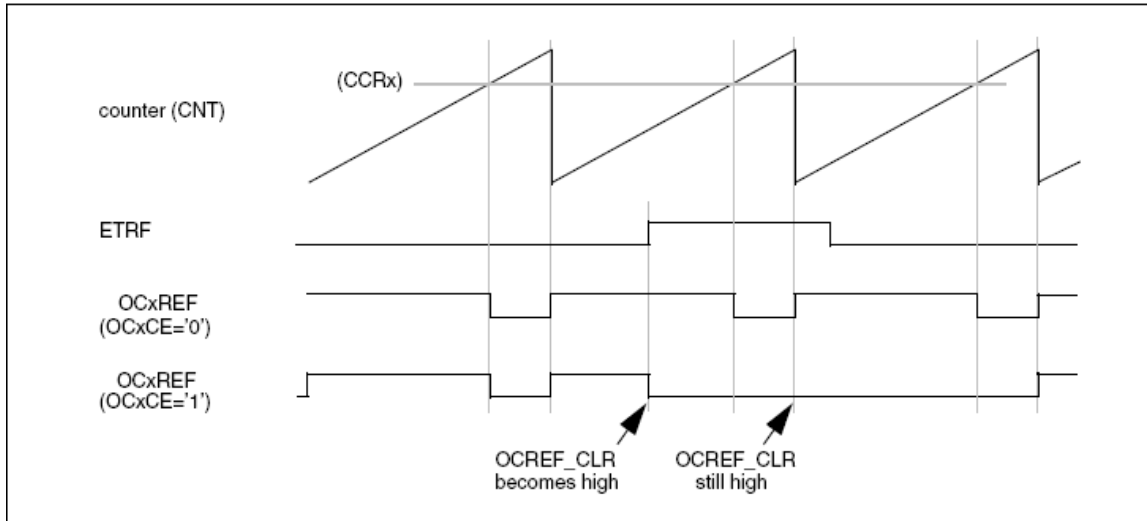 (CCRx)
counter (CNT)
ETRF
OCxREF
(OCxCE='0')
OCxREF
(OCxCE='1')
OCREF_CLR
becomes high
OCREF_CLR
still high